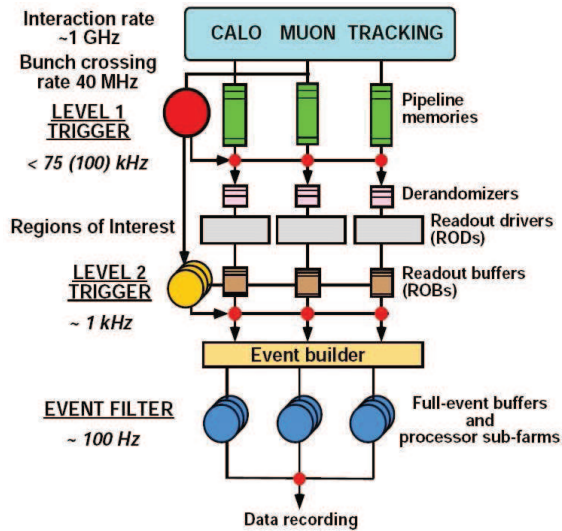 Interaction rate
~1 GHz
Bunch crossing
rate 40 MHz
CALO MUON TRACKING
LEVEL 1
TRIGGER
< 75 (100) kHz
Pipeline
memories
Derandomizers
Regions of Interest
Readout drivers
(RODs)
LEVEL 2
TRIGGER
~ 1 kHz
Readout buffers
(ROBs)
Event builder
EVENT FILTER
~ 100 Hz
Full-event buffers
and
processor sub-farms
Data recording